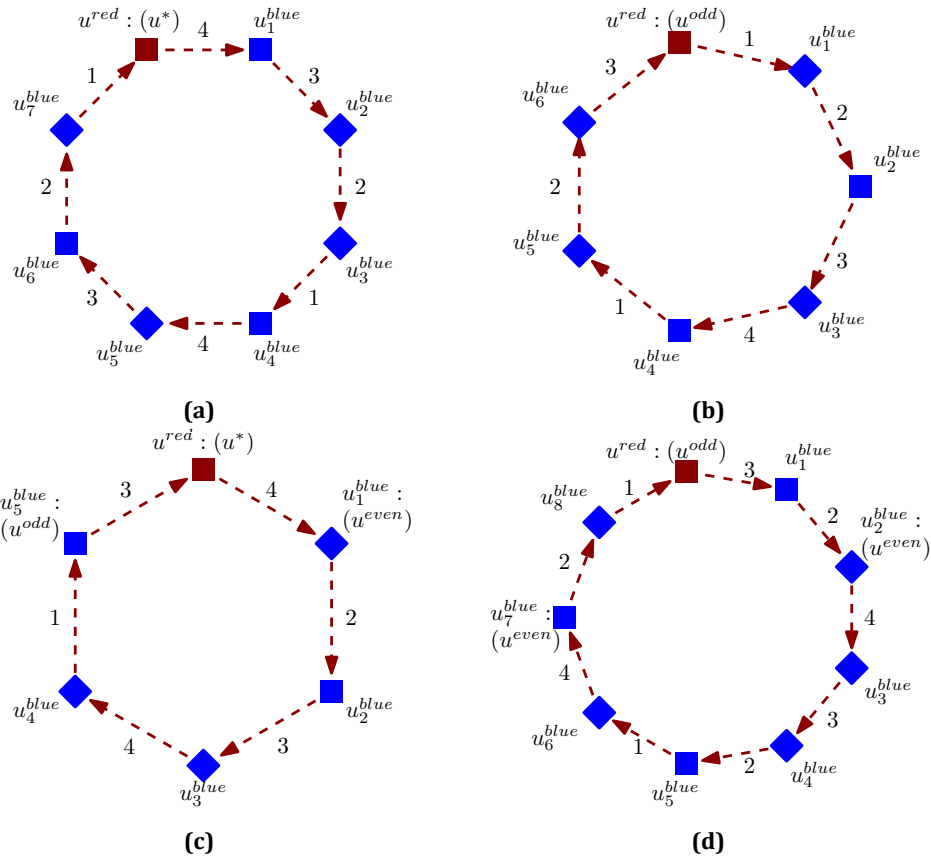 u^{red} : (u^*)
4
u_1^{blue}
1
3
u_7^{blue}
u_2^{blue}
2
2
u_6^{blue}
u_3^{blue}
3
1
u_5^{blue}
4
u_4^{blue}
(a)
u^{red} : (u^{odd})
1
u_1^{blue}
3
u_6^{blue}
2
u_2^{blue}
2
u_5^{blue}
3
1
u_3^{blue}
4
u_4^{blue}
(b)
u^{red} : (u^*)
3
4
u_5^{blue} :
(u^{odd})
u_1^{blue} :
(u^{even})
1
2
u_4^{blue}
u_2^{blue}
4
3
u_3^{blue}
(c)
u^{red} : (u^{odd})
3
u_1^{blue}
1
u_8^{blue}
2
u_2^{blue} :
(u^{even})
2
4
u_7^{blue} :
(u^{even})
4
u_3^{blue}
3
u_6^{blue}
1
2
u_4^{blue}
u_5^{blue}
(d)